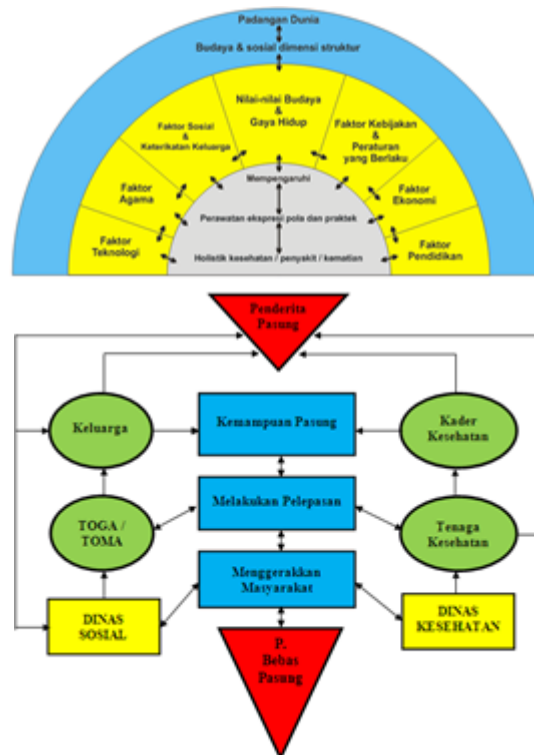 Padangan Dunia
Budaya & sosial dimensi struktur
Nilai-nilai Budaya
&
Gaya Hidup
Faktor Sosial
&
Keterikatan Keluarga
Faktor Kebijakan
&
Peraturan
yang Berlaku
Faktor
Agama
Faktor
Ekonomi
Faktor
Teknologi
Faktor
Pendidikan
Mempengaruhi
Perawatan ekspresi pola dan praktek
Holistik kesehatan / penyakit / kematian
Penderita
Pasung
Keluarga
Kemampuan Pasung
Kader
Kesehatan
TOGA /
TOMA
Melakukan Pelepasan
Tenaga
Kesehatan
Menggerakkan
Masyarakat
DINAS
SOSIAL
DINAS
KESEHATAN
P.
Bebas
Pasung